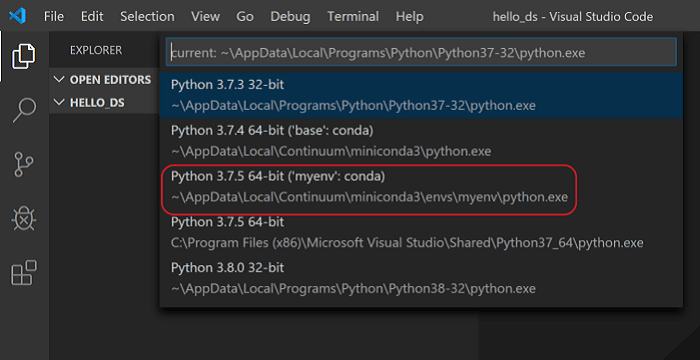 File Edit Selection View Go Debug Terminal Help hello_ds - Visual Studio Code
EXPLORER
OPEN EDITORS
HELLO_DS
current: ~\AppData\Local\Programs\Python\Python37-32\python.exe
Python 3.7.3 32-bit
~\AppData\Local\Programs\Python\Python37-32\python.exe
Python 3.7.4 64-bit ('base': conda)
~\AppData\Local\Continuum\miniconda3\python.exe
Python 3.7.5 64-bit ('myenv': conda)
~\AppData\Local\Continuum\miniconda3\envs\myenv\python.exe
Python 3.7.5 64-bit
C:\Program Files (x86)\Microsoft Visual Studio\Shared\Python37_64\python.exe
Python 3.8.0 32-bit
~\AppData\Local\Programs\Python\Python38-32\python.exe